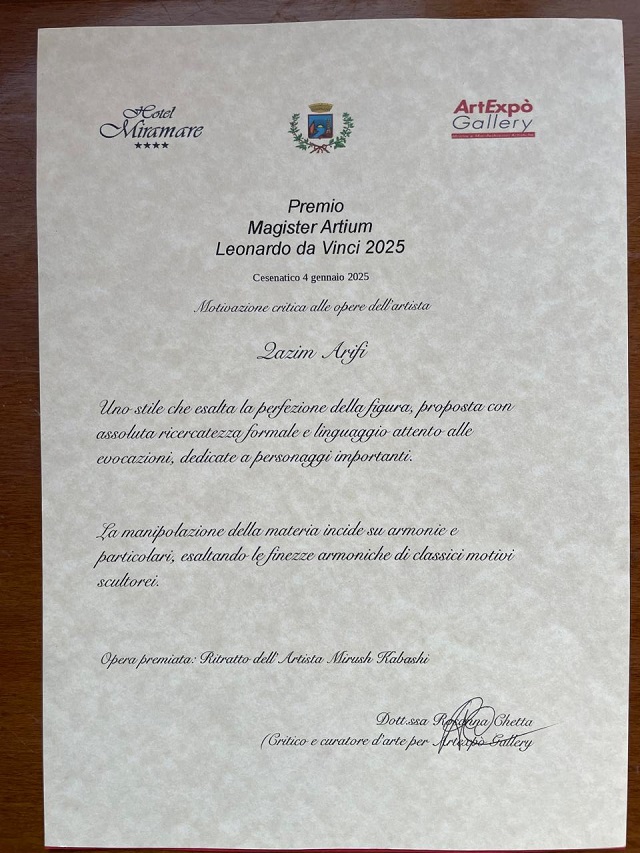 Hotel
Miramare
ArtExpò
Gallery
Premio
Magister Artium
Leonardo da Vinci 2025
Cesenatico 4 gennaio 2025
Motivazione critica alle opere dell'artista
Qazim Arifi
Uno stile che esalta la perfezione della figura, proposta con
assoluta ricercatezza formale e linguaggio attento alle
evocazioni, dedicate a personaggi importanti.
La manipolazione della materia incide su armonie e
particolari, esaltando le finezze armoniche di classici motivi
scultorei.
Opera premiata: Ritratto dell'Artista Mirush Kabashi
Dott.ssa Rosanna Chetta
(Critico e curatore d'arte per Artexpò Gallery